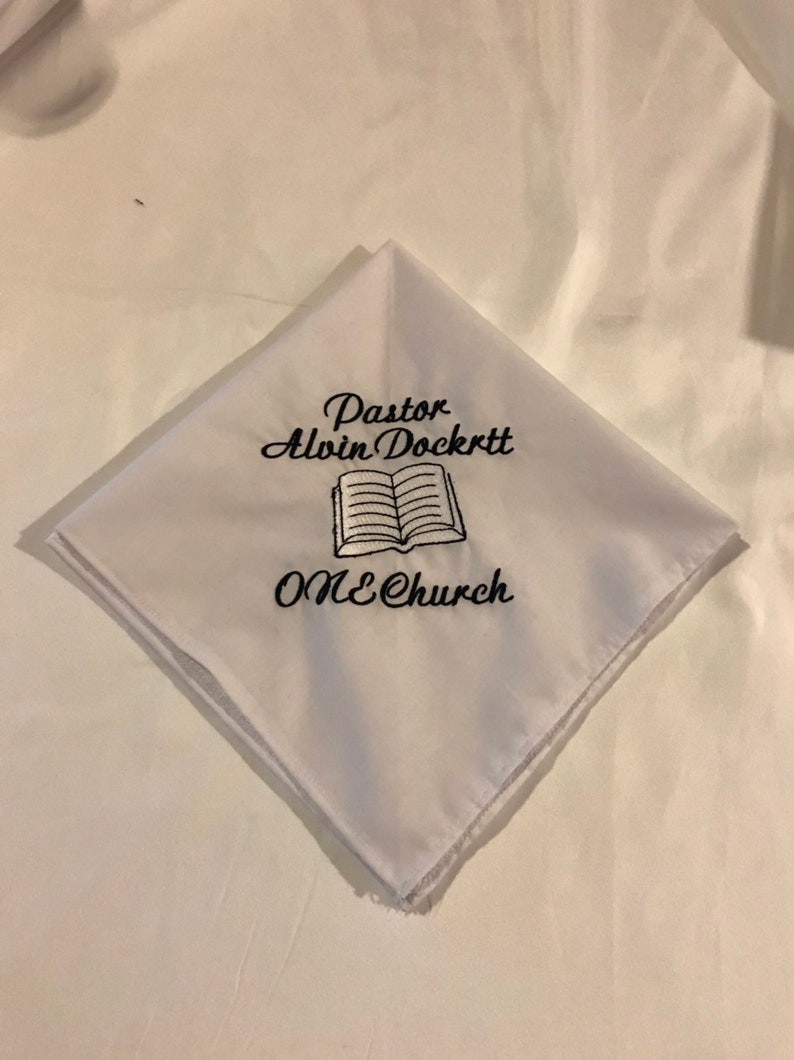 Pastor
Alvin Dockrtt
ONE Church